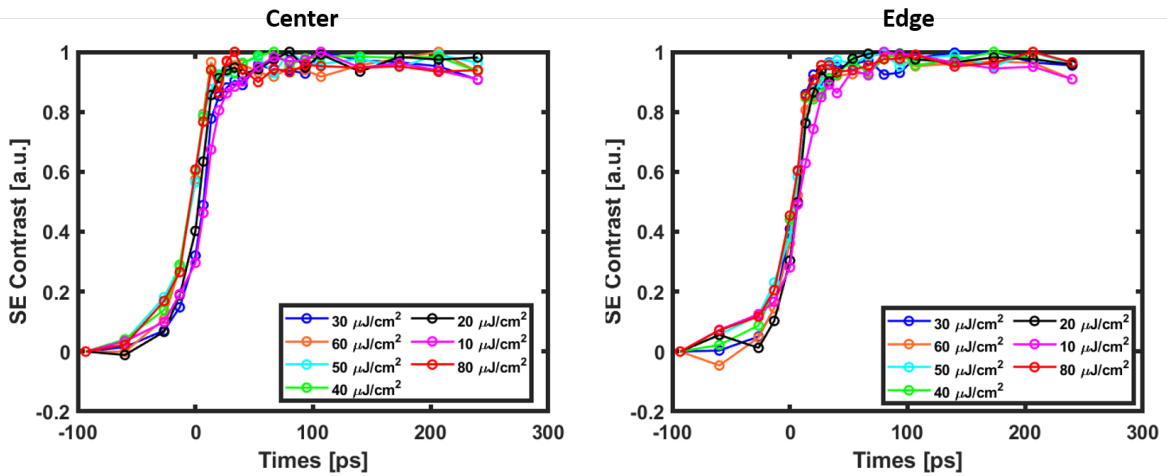 Center
Edge
SE Contrast [a.u.]
1
0.8
0.6
0.4
0.2
0
-0.2
-100
0
100
200
300
Times [ps]
30 μJ/cm²
60 μJ/cm²
50 μJ/cm²
40 μJ/cm²
20 μJ/cm²
10 μJ/cm²
80 μJ/cm²
SE Contrast [a.u.]
1
0.8
0.6
0.4
0.2
0
-0.2
-100
0
100
200
300
Times [ps]
30 μJ/cm²
60 μJ/cm²
50 μJ/cm²
40 μJ/cm²
20 μJ/cm²
10 μJ/cm²
80 μJ/cm²